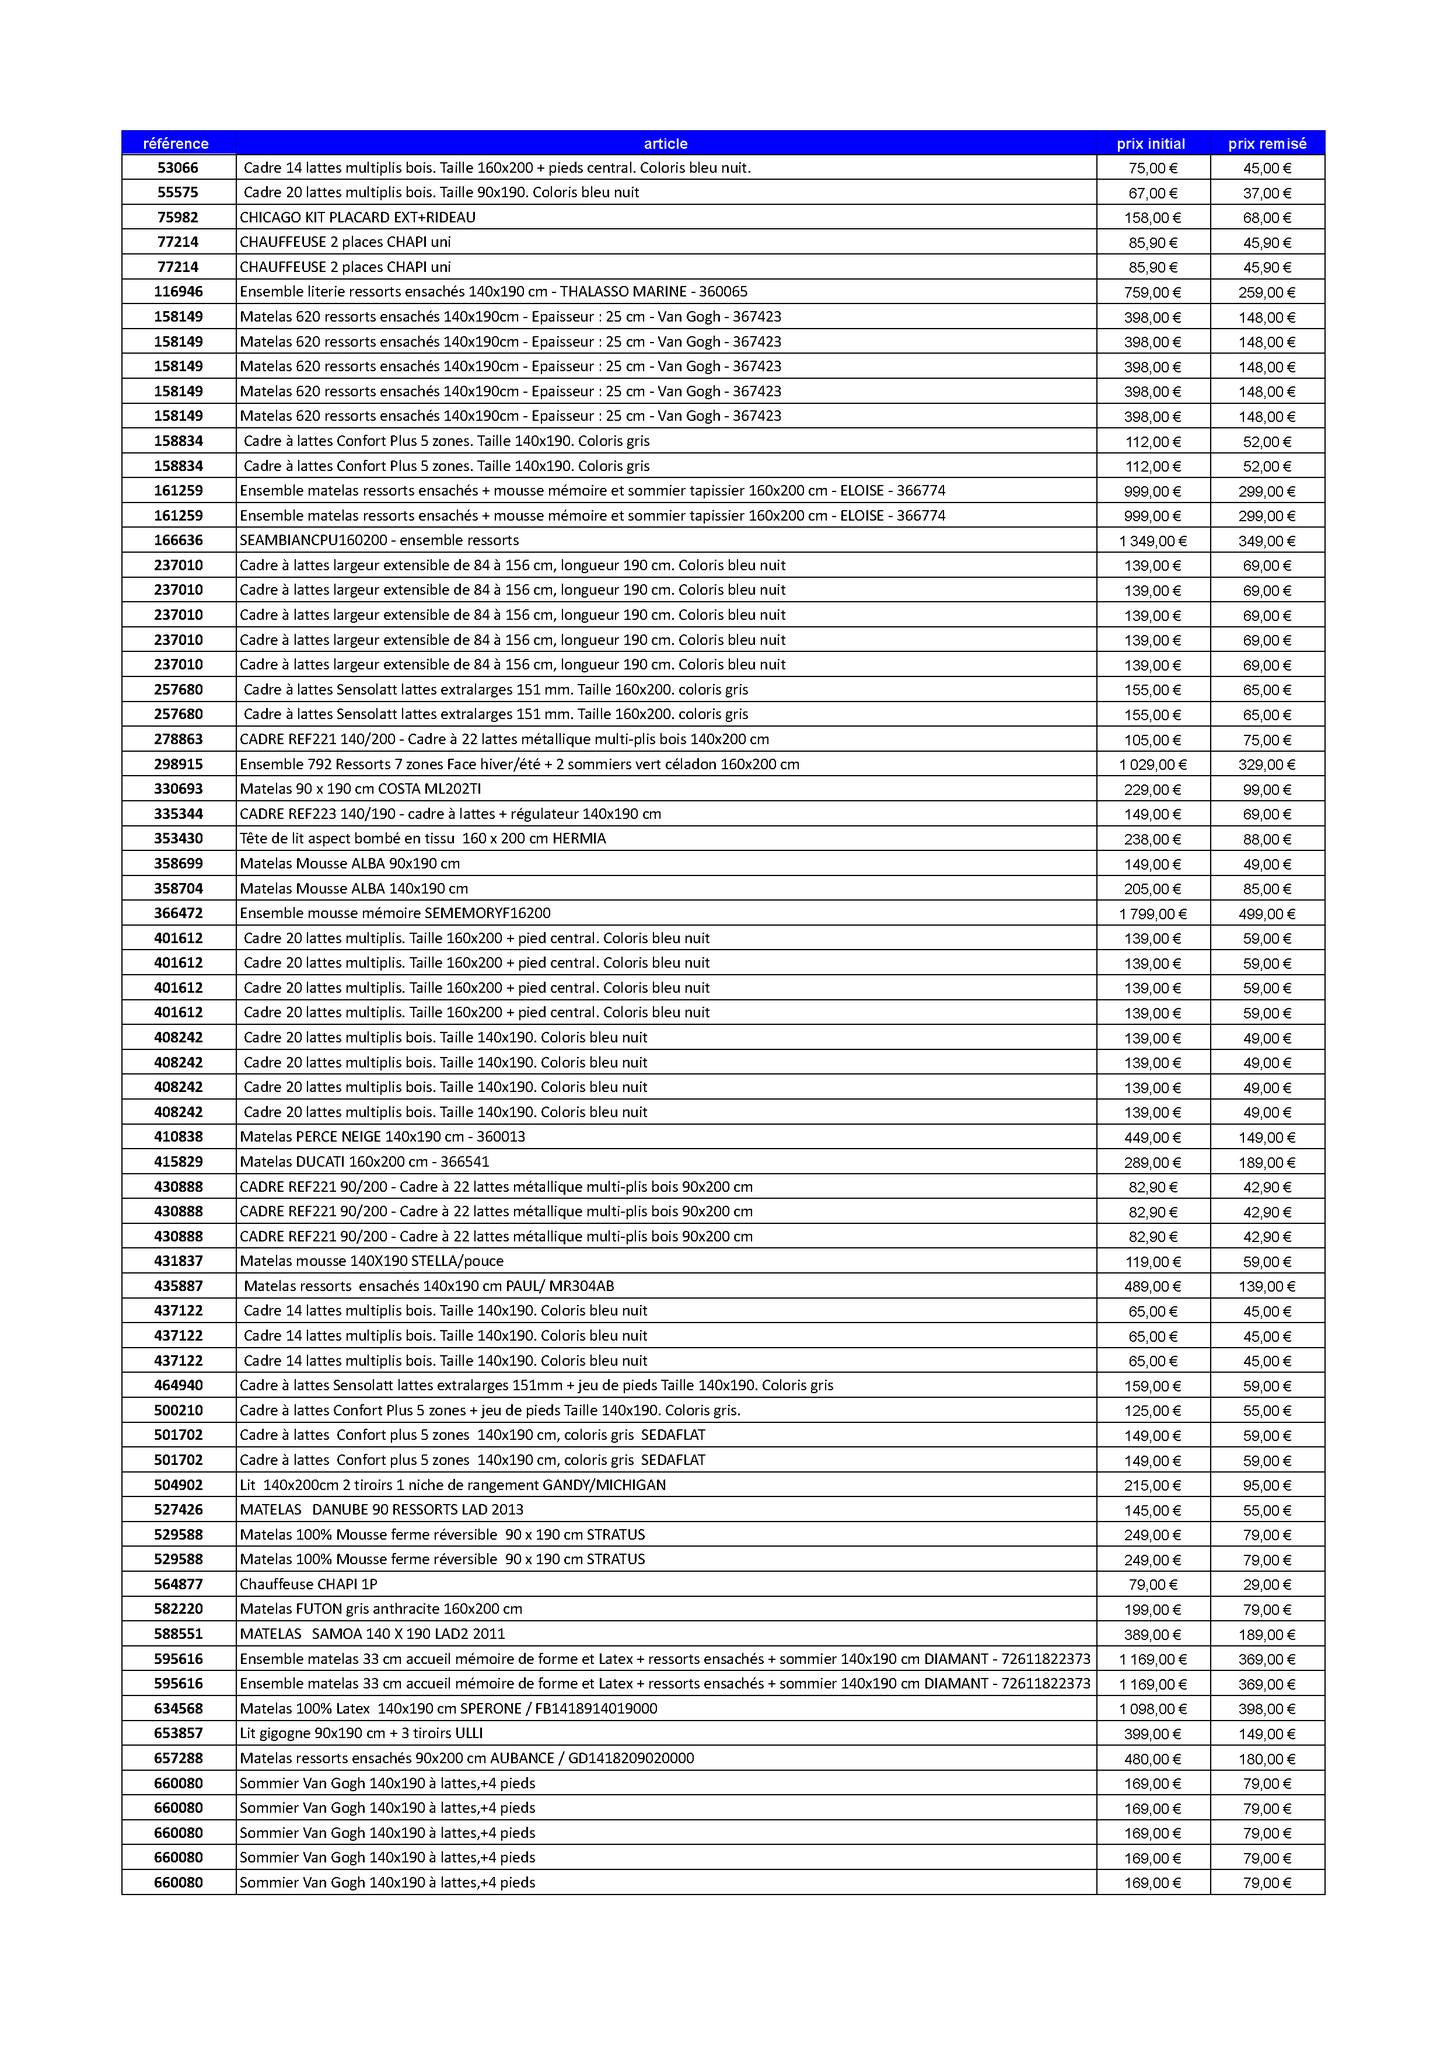 référence article prix initial prix remisé
53066 Cadre 14 lattes multiplis bois. Taille 160x200 + pieds central. Coloris bleu nuit. 75,00 € 45,00 €
55575 Cadre 20 lattes multiplis bois. Taille 90x190. Coloris bleu nuit 67,00 € 37,00 €
75982 CHICAGO KIT PLACARD EXT+RIDEAU 158,00 € 68,00 €
77214 CHAUFFEUSE 2 places CHAPI uni 85,90 € 45,90 €
77214 CHAUFFEUSE 2 places CHAPI uni 85,90 € 45,90 €
116946 Ensemble literie ressorts ensachés 140x190 cm - THALASSO MARINE - 360065 759,00 € 259,00 €
158149 Matelas 620 ressorts ensachés 140x190cm - Epaisseur : 25 cm - Van Gogh - 367423 398,00 € 148,00 €
158149 Matelas 620 ressorts ensachés 140x190cm - Epaisseur : 25 cm - Van Gogh - 367423 398,00 € 148,00 €
158149 Matelas 620 ressorts ensachés 140x190cm - Epaisseur : 25 cm - Van Gogh - 367423 398,00 € 148,00 €
158149 Matelas 620 ressorts ensachés 140x190cm - Epaisseur : 25 cm - Van Gogh - 367423 398,00 € 148,00 €
158149 Matelas 620 ressorts ensachés 140x190cm - Epaisseur : 25 cm - Van Gogh - 367423 398,00 € 148,00 €
158834 Cadre à lattes Confort Plus 5 zones. Taille 140x190. Coloris gris 112,00 € 52,00 €
158834 Cadre à lattes Confort Plus 5 zones. Taille 140x190. Coloris gris 112,00 € 52,00 €
161259 Ensemble matelas ressorts ensachés + mousse mémoire et sommier tapissier 160x200 cm - ELOISE - 366774 999,00 € 299,00 €
161259 Ensemble matelas ressorts ensachés + mousse mémoire et sommier tapissier 160x200 cm - ELOISE - 366774 999,00 € 299,00 €
166636 SEAMBIANCPU160200 - ensemble ressorts 1 349,00 € 349,00 €
237010 Cadre à lattes largeur extensible de 84 à 156 cm, longueur 190 cm. Coloris bleu nuit 139,00 € 69,00 €
237010 Cadre à lattes largeur extensible de 84 à 156 cm, longueur 190 cm. Coloris bleu nuit 139,00 € 69,00 €
237010 Cadre à lattes largeur extensible de 84 à 156 cm, longueur 190 cm. Coloris bleu nuit 139,00 € 69,00 €
237010 Cadre à lattes largeur extensible de 84 à 156 cm, longueur 190 cm. Coloris bleu nuit 139,00 € 69,00 €
237010 Cadre à lattes largeur extensible de 84 à 156 cm, longueur 190 cm. Coloris bleu nuit 139,00 € 69,00 €
257680 Cadre à lattes Sensolatt lattes extralarges 151 mm. Taille 160x200. coloris gris 155,00 € 65,00 €
257680 Cadre à lattes Sensolatt lattes extralarges 151 mm. Taille 160x200. coloris gris 155,00 € 65,00 €
278863 CADRE REF221 140/200 - Cadre à 22 lattes métallique multi-plis bois 140x200 cm 105,00 € 75,00 €
298915 Ensemble 792 Ressorts 7 zones Face hiver/été + 2 sommiers vert céladon 160x200 cm 1 029,00 € 329,00 €
330693 Matelas 90 x 190 cm COSTA ML202TI 229,00 € 99,00 €
335344 CADRE REF223 140/190 - cadre à lattes + régulateur 140x190 cm 149,00 € 69,00 €
353430 Tête de lit aspect bombé en tissu 160 x 200 cm HERMIA 238,00 € 88,00 €
358699 Matelas Mousse ALBA 90x190 cm 149,00 € 49,00 €
358704 Matelas Mousse ALBA 140x190 cm 205,00 € 85,00 €
366472 Ensemble mousse mémoire SEMEMORYF16200 1 799,00 € 499,00 €
401612 Cadre 20 lattes multiplis. Taille 160x200 + pied central. Coloris bleu nuit 139,00 € 59,00 €
401612 Cadre 20 lattes multiplis. Taille 160x200 + pied central. Coloris bleu nuit 139,00 € 59,00 €
401612 Cadre 20 lattes multiplis. Taille 160x200 + pied central. Coloris bleu nuit 139,00 € 59,00 €
401612 Cadre 20 lattes multiplis. Taille 160x200 + pied central. Coloris bleu nuit 139,00 € 59,00 €
408242 Cadre 20 lattes multiplis bois. Taille 140x190. Coloris bleu nuit 139,00 € 49,00 €
408242 Cadre 20 lattes multiplis bois. Taille 140x190. Coloris bleu nuit 139,00 € 49,00 €
408242 Cadre 20 lattes multiplis bois. Taille 140x190. Coloris bleu nuit 139,00 € 49,00 €
408242 Cadre 20 lattes multiplis bois. Taille 140x190. Coloris bleu nuit 139,00 € 49,00 €
410838 Matelas PERCE NEIGE 140x190 cm - 360013 449,00 € 149,00 €
415829 Matelas DUCATI 160x200 cm - 366541 289,00 € 189,00 €
430888 CADRE REF221 90/200 - Cadre à 22 lattes métallique multi-plis bois 90x200 cm 82,90 € 42,90 €
430888 CADRE REF221 90/200 - Cadre à 22 lattes métallique multi-plis bois 90x200 cm 82,90 € 42,90 €
430888 CADRE REF221 90/200 - Cadre à 22 lattes métallique multi-plis bois 90x200 cm 82,90 € 42,90 €
431837 Matelas mousse 140X190 STELLA/pouce 119,00 € 59,00 €
435887 Matelas ressorts ensachés 140x190 cm PAUL/ MR304AB 489,00 € 139,00 €
437122 Cadre 14 lattes multiplis bois. Taille 140x190. Coloris bleu nuit 65,00 € 45,00 €
437122 Cadre 14 lattes multiplis bois. Taille 140x190. Coloris bleu nuit 65,00 € 45,00 €
437122 Cadre 14 lattes multiplis bois. Taille 140x190. Coloris bleu nuit 65,00 € 45,00 €
464940 Cadre à lattes Sensolatt lattes extralarges 151mm + jeu de pieds Taille 140x190. Coloris gris 159,00 € 59,00 €
500210 Cadre à lattes Confort Plus 5 zones + jeu de pieds Taille 140x190. Coloris gris. 125,00 € 55,00 €
501702 Cadre à lattes Confort plus 5 zones 140x190 cm, coloris gris SEDAFLAT 149,00 € 59,00 €
501702 Cadre à lattes Confort plus 5 zones 140x190 cm, coloris gris SEDAFLAT 149,00 € 59,00 €
504902 Lit 140x200cm 2 tiroirs 1 niche de rangement GANDY/MICHIGAN 215,00 € 95,00 €
527426 MATELAS DANUBE 90 RESSORTS LAD 2013 145,00 € 55,00 €
529588 Matelas 100% Mousse ferme réversible 90 x 190 cm STRATUS 249,00 € 79,00 €
529588 Matelas 100% Mousse ferme réversible 90 x 190 cm STRATUS 249,00 € 79,00 €
564877 Chauffeuse CHAPI 1P 79,00 € 29,00 €
582220 Matelas FUTON gris anthracite 160x200 cm 199,00 € 79,00 €
588551 MATELAS SAMOA 140 X 190 LAD2 2011 389,00 € 189,00 €
595616 Ensemble matelas 33 cm accueil mémoire de forme et Latex + ressorts ensachés + sommier 140x190 cm DIAMANT - 72611822373 1 169,00 € 369,00 €
595616 Ensemble matelas 33 cm accueil mémoire de forme et Latex + ressorts ensachés + sommier 140x190 cm DIAMANT - 72611822373 1 169,00 € 369,00 €
634568 Matelas 100% Latex 140x190 cm SPERONE / FB1418914019000 1 098,00 € 398,00 €
653857 Lit gigogne 90x190 cm + 3 tiroirs ULLI 399,00 € 149,00 €
657288 Matelas ressorts ensachés 90x200 cm AUBANCE / GD1418209020000 480,00 € 180,00 €
660080 Sommier Van Gogh 140x190 à lattes,+4 pieds 169,00 € 79,00 €
660080 Sommier Van Gogh 140x190 à lattes,+4 pieds 169,00 € 79,00 €
660080 Sommier Van Gogh 140x190 à lattes,+4 pieds 169,00 € 79,00 €
660080 Sommier Van Gogh 140x190 à lattes,+4 pieds 169,00 € 79,00 €
660080 Sommier Van Gogh 140x190 à lattes,+4 pieds 169,00 € 79,00 €